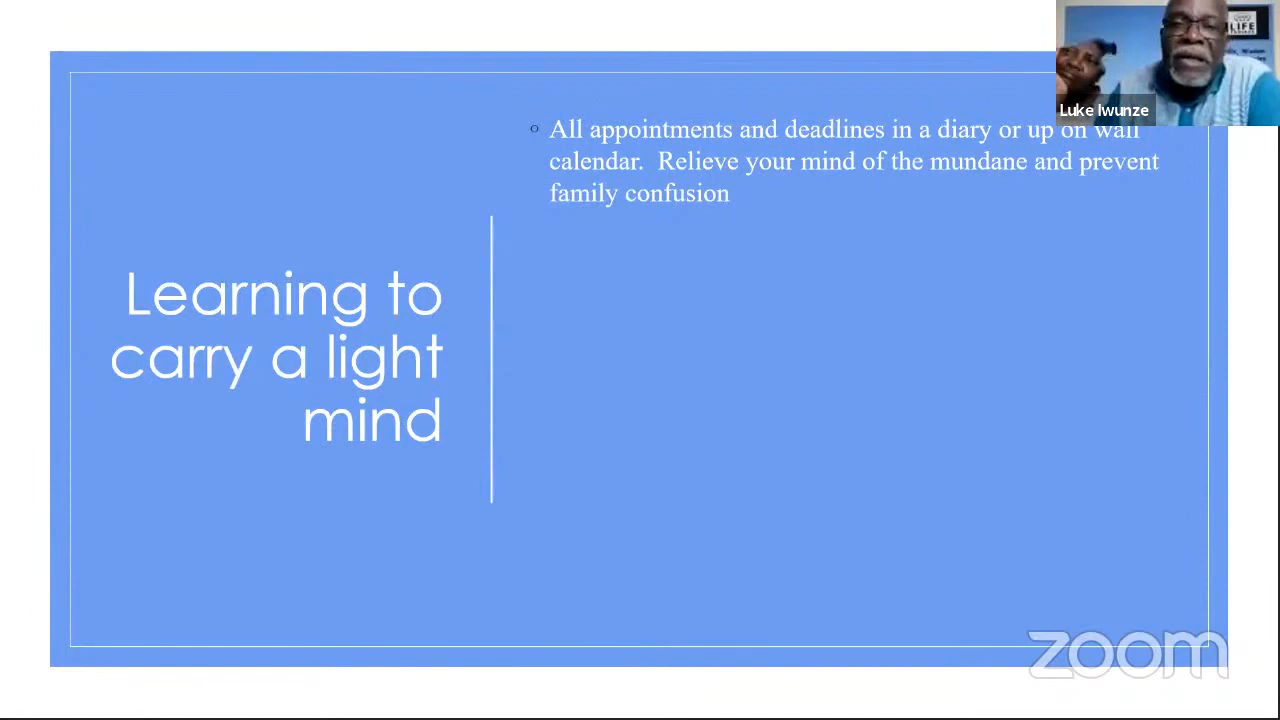 LIFE
Luke Iwunze
All appointments and deadlines in a diary or up on wall
calendar.  Relieve your mind of the mundane and prevent
family confusion
Learning to
carry a light
mind
zoom